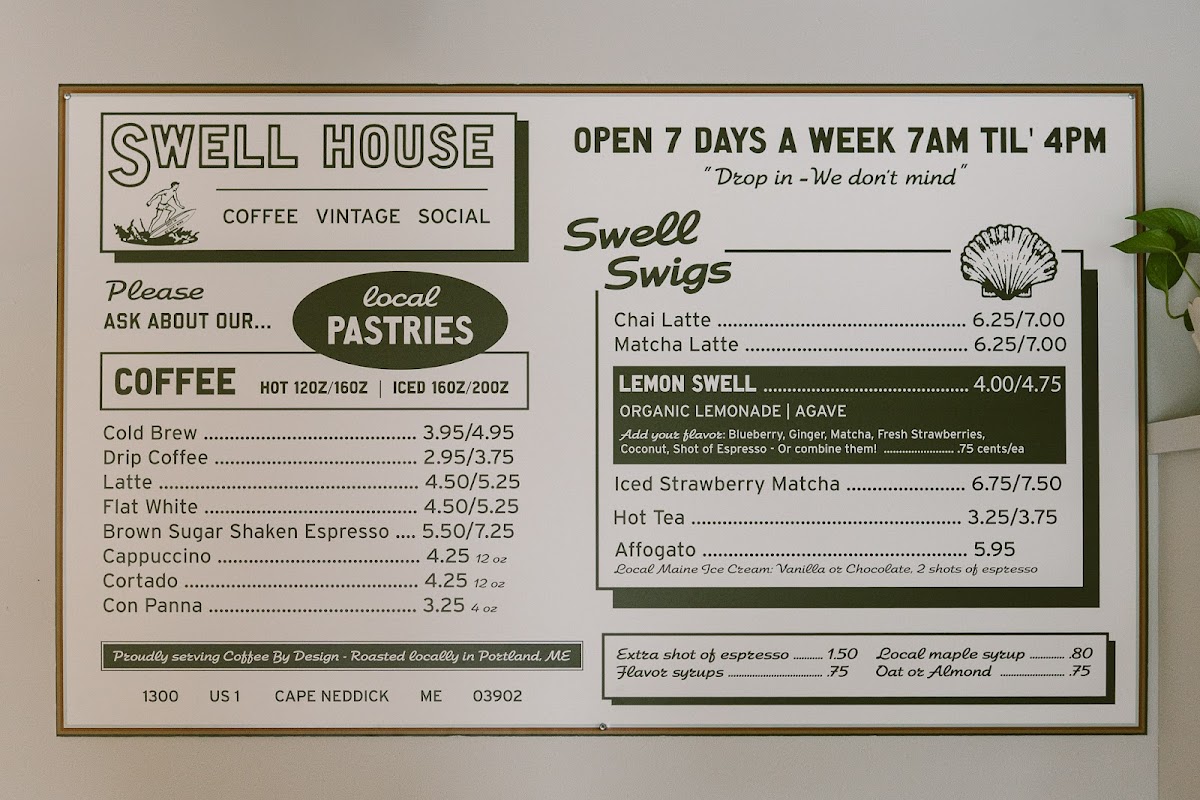 SWELL HOUSE
COFFEE VINTAGE SOCIAL
Please
ASK ABOUT OUR...
local
PASTRIES
COFFEE HOT 12OZ/16OZ | ICED 16OZ/20OZ
Cold Brew ........ 3.95/4.95
Drip Coffee ........ 2.95/3.75
Latte ........ 4.50/5.25
Flat White ........ 4.50/5.25
Brown Sugar Shaken Espresso .... 5.50/7.25
Cappuccino ........ 4.25 12 oz
Cortado ........ 4.25 12 oz
Con Panna ........ 3.25 4 oz
Proudly serving Coffee By Design - Roasted locally in Portland, ME
1300 US 1 CAPE NEDDICK ME 03902
OPEN 7 DAYS A WEEK 7AM TIL' 4PM
"Drop in - We don't mind"
Swell
Swigs
Chai Latte ........ 6.25/7.00
Matcha Latte ........ 6.25/7.00
LEMON SWELL ........ 4.00/4.75
ORGANIC LEMONADE | AGAVE
Add your flavor: Blueberry, Ginger, Matcha, Fresh Strawberries,
Coconut, Shot of Espresso - Or combine them! ........ .75 cents/ea
Iced Strawberry Matcha ........ 6.75/7.50
Hot Tea ........ 3.25/3.75
Affogato ........ 5.95
Local Maine Ice Cream: Vanilla or Chocolate, 2 shots of espresso
Extra shot of espresso ........ 1.50
Flavor syrups ........ .75
Local maple syrup ........ .80
Oat or Almond ........ .75